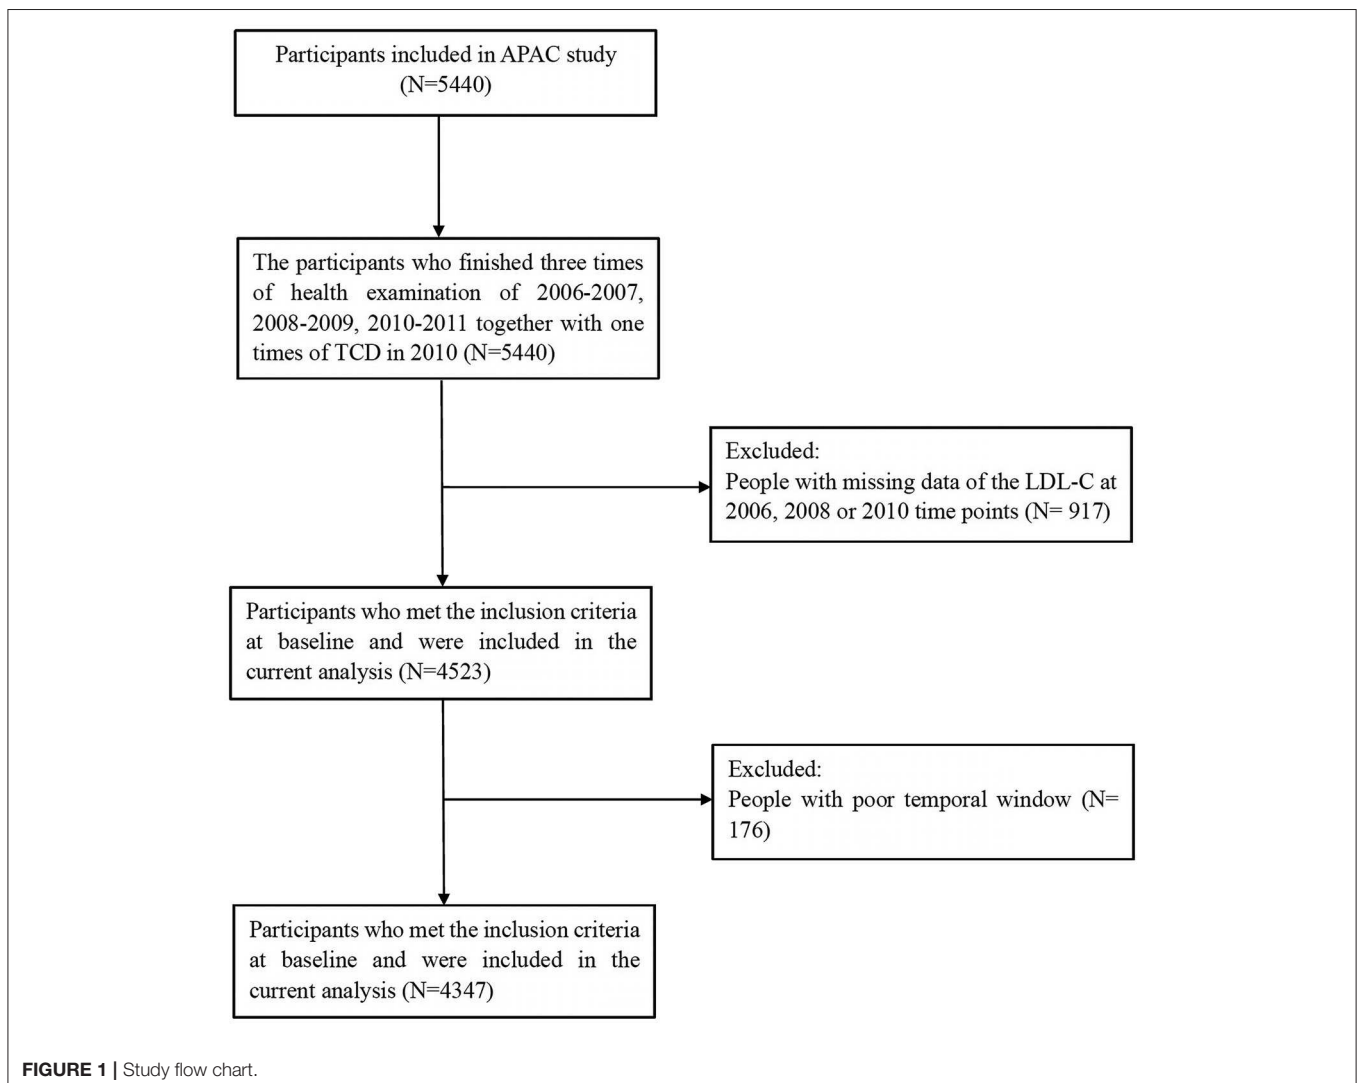 Participants included in APAC study
(N=5440)
The participants who finished three times
of health examination of 2006-2007,
2008-2009, 2010-2011 together with one
times of TCD in 2010 (N=5440)
Excluded:
People with missing data of the LDL-C at
2006, 2008 or 2010 time points (N= 917)
Participants who met the inclusion criteria
at baseline and were included in the
current analysis (N=4523)
Excluded:
People with poor temporal window (N=
176)
Participants who met the inclusion criteria
at baseline and were included in the
current analysis (N=4347)
FIGURE 1 | Study flow chart.